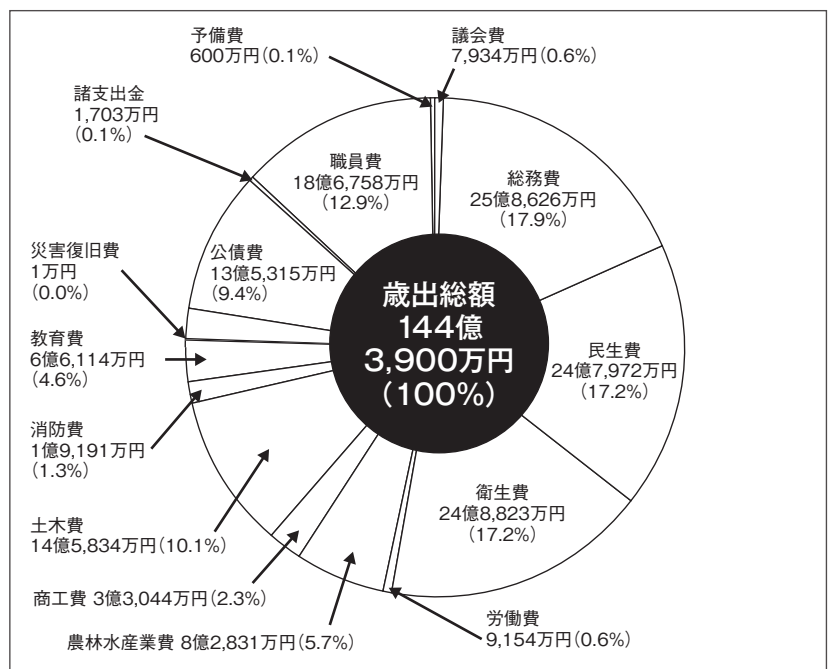 予備費
600万円(0.1%)
議会費
7,934万円(0.6%)
諸支出金
1,703万円
(0.1%)
職員費
18億6,758万円
(12.9%)
総務費
25億8,626万円
(17.9%)
災害復旧費
1万円
(0.0%)
公債費
13億5,315万円
(9.4%)
歳出総額
144億
3,900万円
(100%)
教育費
6億6,114万円
(4.6%)
民生費
24億7,972万円
(17.2%)
消防費
1億9,191万円
(1.3%)
衛生費
24億8,823万円
(17.2%)
土木費
14億5,834万円(10.1%)
商工費 3億3,044万円(2.3%)
労働費
9,154万円(0.6%)
農林水産業費 8億2,831万円(5.7%)